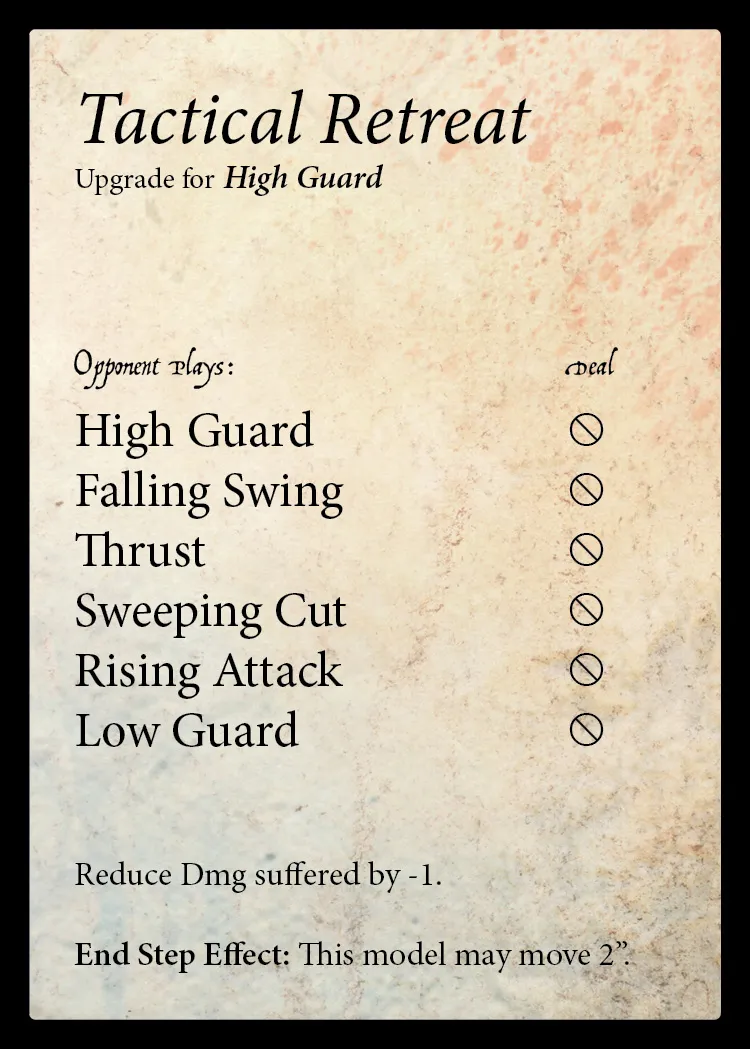 Tactical Retreat
Upgrade for High Guard
Opponent plays: Deal
High Guard
Falling Swing
Thrust
Sweeping Cut
Rising Attack
Low Guard
Reduce Dmg suffered by -1.
End Step Effect: This model may move 2”.